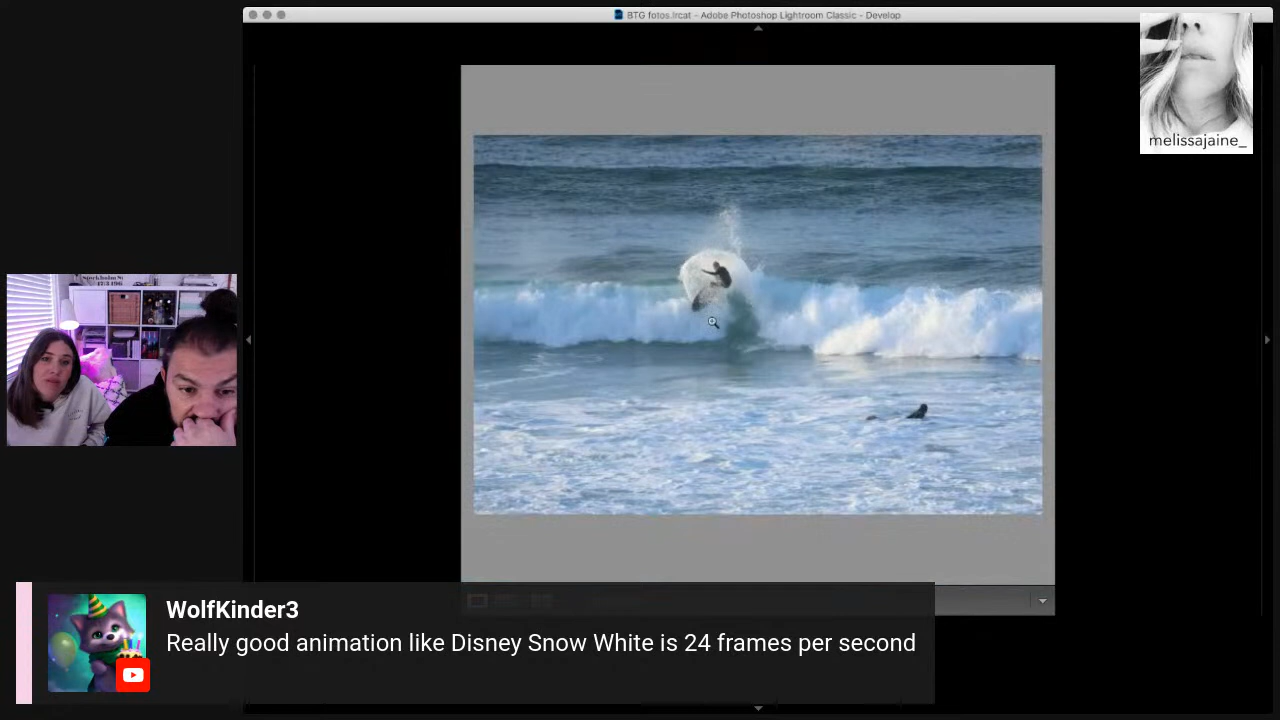 BTG fotos.lrcat - Adobe Photoshop Lightroom Classic - Develop
melissajaine_
WolfKinder3
Really good animation like Disney Snow White is 24 frames per second